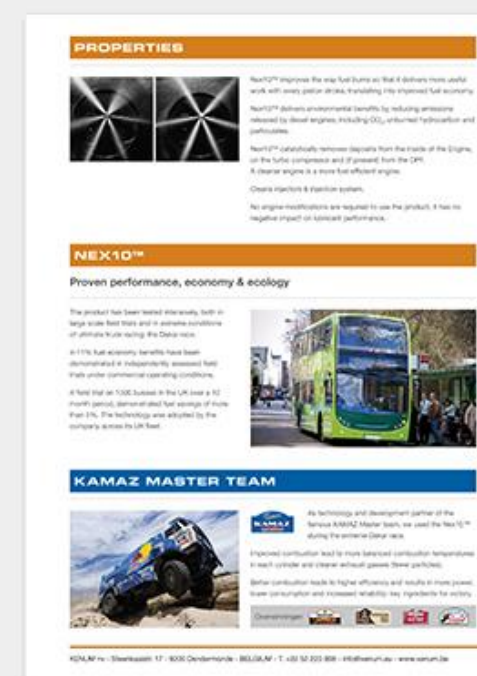 PROPERTIES
Nex10™ improves the way fuel burns so that it delivers more useful
work with every piston stroke, translating into improved fuel economy.
Nex10™ delivers environmental benefits by reducing emissions
released by diesel engines; including CO₂, unburned hydrocarbon and
particulates.
Nex10™ catalytically removes deposits from the inside of the Engine,
on the turbo compressor and (if present) from the DPF.
A cleaner engine is a more fuel efficient engine.
Cleans injectors & injection system.
No engine modifications are required to use the product. It has no
negative impact on lubricant performance.
NEX10™
Proven performance, economy & ecology
The product has been tested intensively, both in
large scale field trials and in extreme conditions
of ultimate truck racing: the Dakar race.
fuel economy benefits have been
demonstrated in independently assessed field
trials under commercial operating conditions.
A field trial on 1000 busses in the UK over a 10
month period, demonstrated fuel savings of more
than 5%. The technology was adopted by the
company across its UK fleet.
KAMAZ MASTER TEAM
KAMAZ
As technology and development partner of the
famous KAMAZ Master team, we used the Nex10™
during the extreme Dakar race.
Improved combustion lead to more balanced combustion temperatures
in each cylinder and cleaner exhaust gasses (fewer particles).
Better combustion leads to higher efficiency and results in more power,
lower consumption and increased reliability: key ingredients for victory.